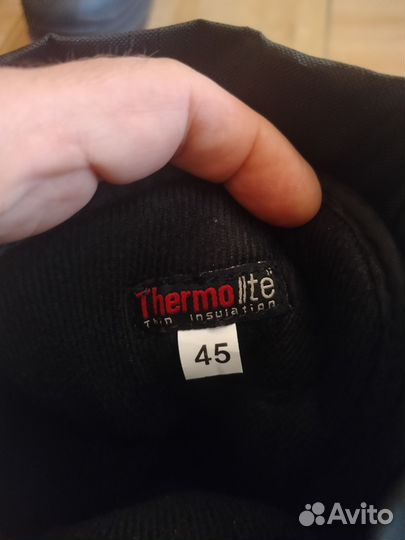 Thermolite
Thin Insulation
45
Avito